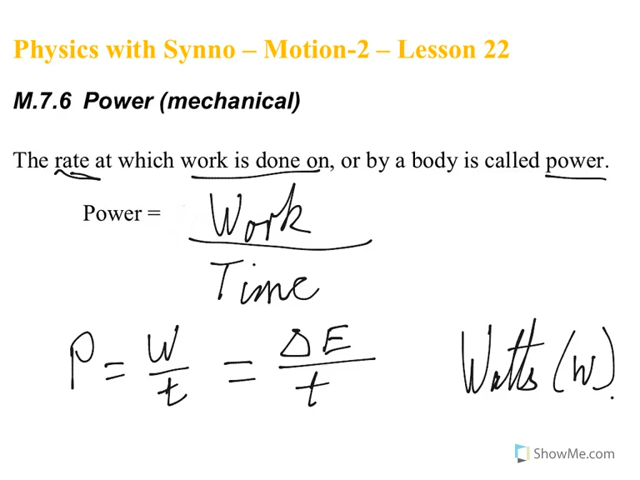 Physics with Synno – Motion-2 – Lesson 22
M.7.6 Power (mechanical)
The rate at which work is done on, or by a body is called power.
Power = Work
Time
P = W/t = ΔE/t Watts (W).
ShowMe.com